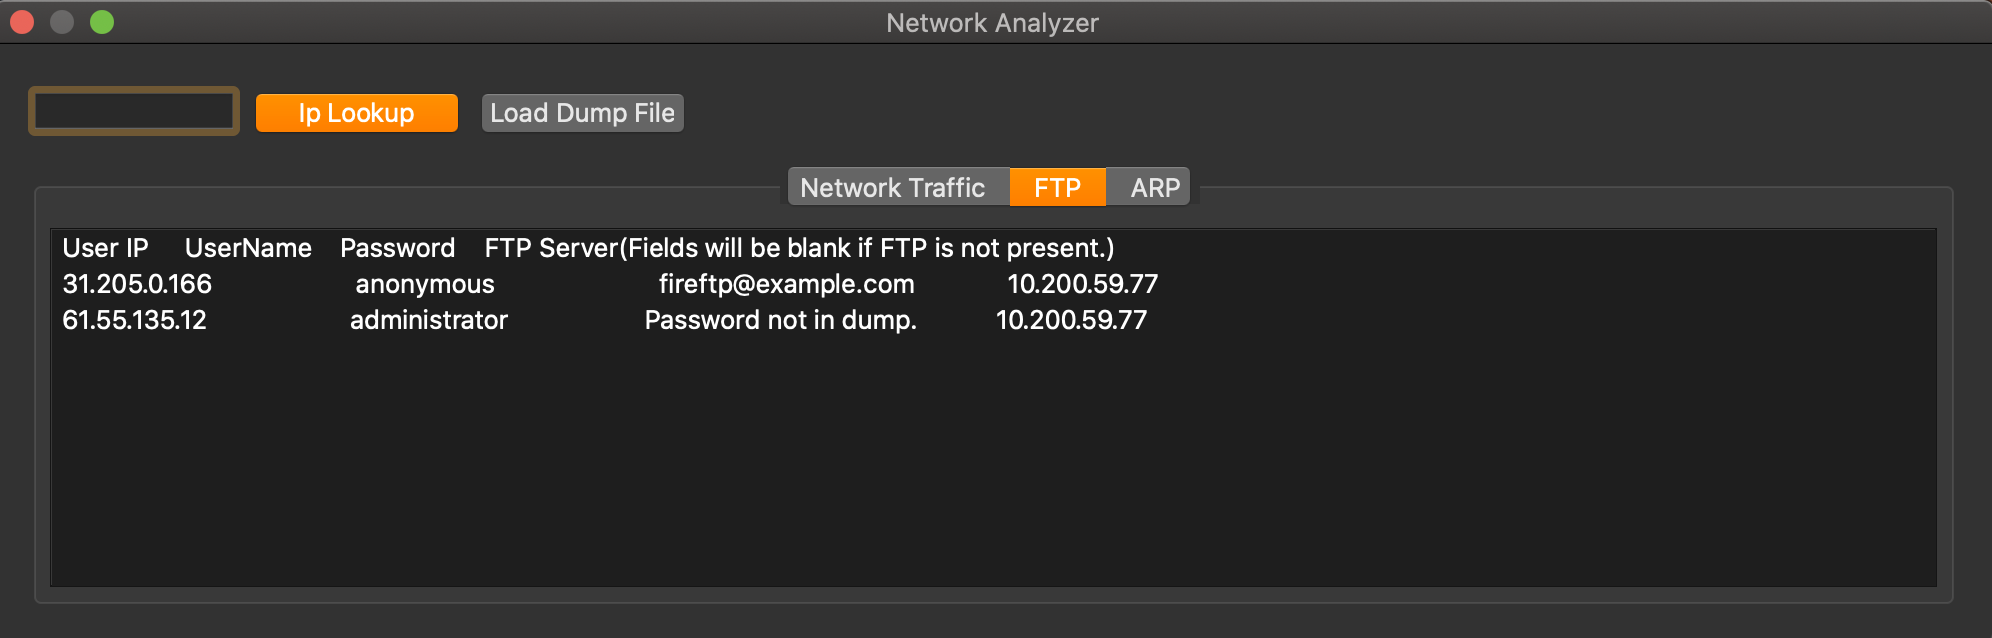 Network Analyzer
Ip Lookup Load Dump File
Network Traffic FTP ARP
User IP UserName Password FTP Server(Fields will be blank if FTP is not present.)
31.205.0.166 anonymous fireftp@example.com 10.200.59.77
61.55.135.12 administrator Password not in dump. 10.200.59.77